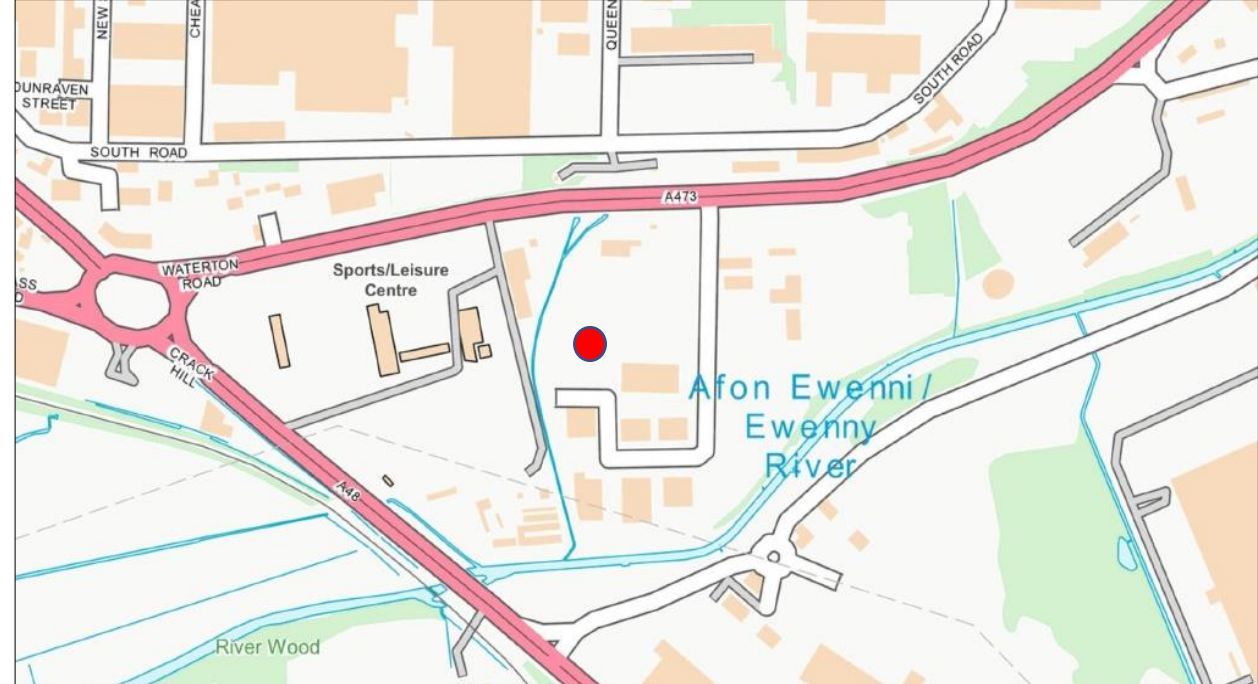 NEW
CHEA
QUEEN
DUNRAVEN
STREET
SOUTH ROAD
SOUTH ROAD
A473
WATERTON
ROAD
Sports/Leisure
Centre
ASS
D
CRACK
HILL
Afon Ewenni /
Ewenny
River
A48
River Wood